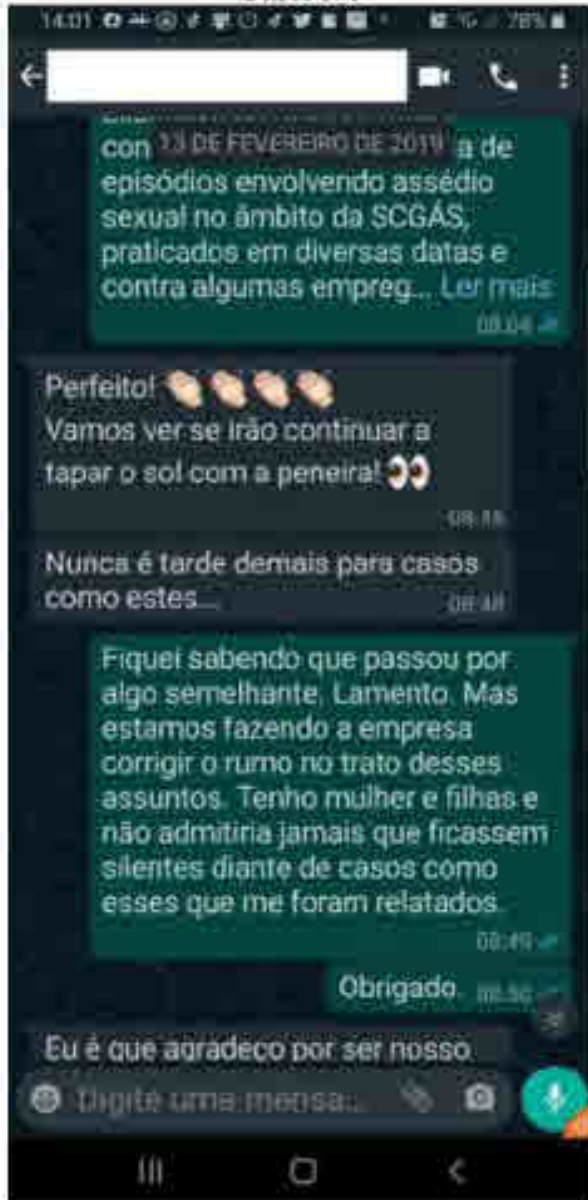 14:01 78%
con 13 DE FEVEREIRO DE 2019 a de
episódios envolvendo assédio
sexual no âmbito da SCGÁS,
praticados em diversas datas e
contra algumas empreg... Ler mais
08:04
Perfeito! 👏🏻👏🏻👏🏻👏🏻
Vamos ver se irão continuar a
tapar o sol com a peneira! 👀
Nunca é tarde demais para casos
como estes...
08:48
Fiquei sabendo que passou por
algo semelhante. Lamento. Mas
estamos fazendo a empresa
corrigir o rumo no trato desses
assuntos. Tenho mulher e filhas e
não admitiria jamais que ficassem
silentes diante de casos como
esses que me foram relatados.
08:49
Obrigado.
Eu é que agradeço por ser nosso
Digite uma mensa...